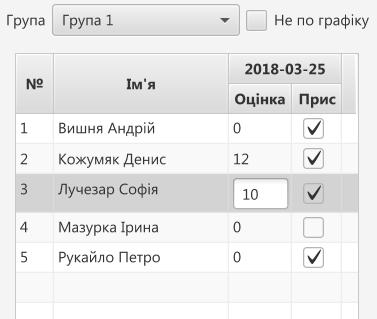 Група Група 1 Не по графіку
№ Ім'я 2018-03-25
Оцінка Прис
1 Вишня Андрій 0
2 Кожумяк Денис 12
3 Лучезар Софія 10
4 Мазурка Ірина 0
5 Рукайло Петро 0